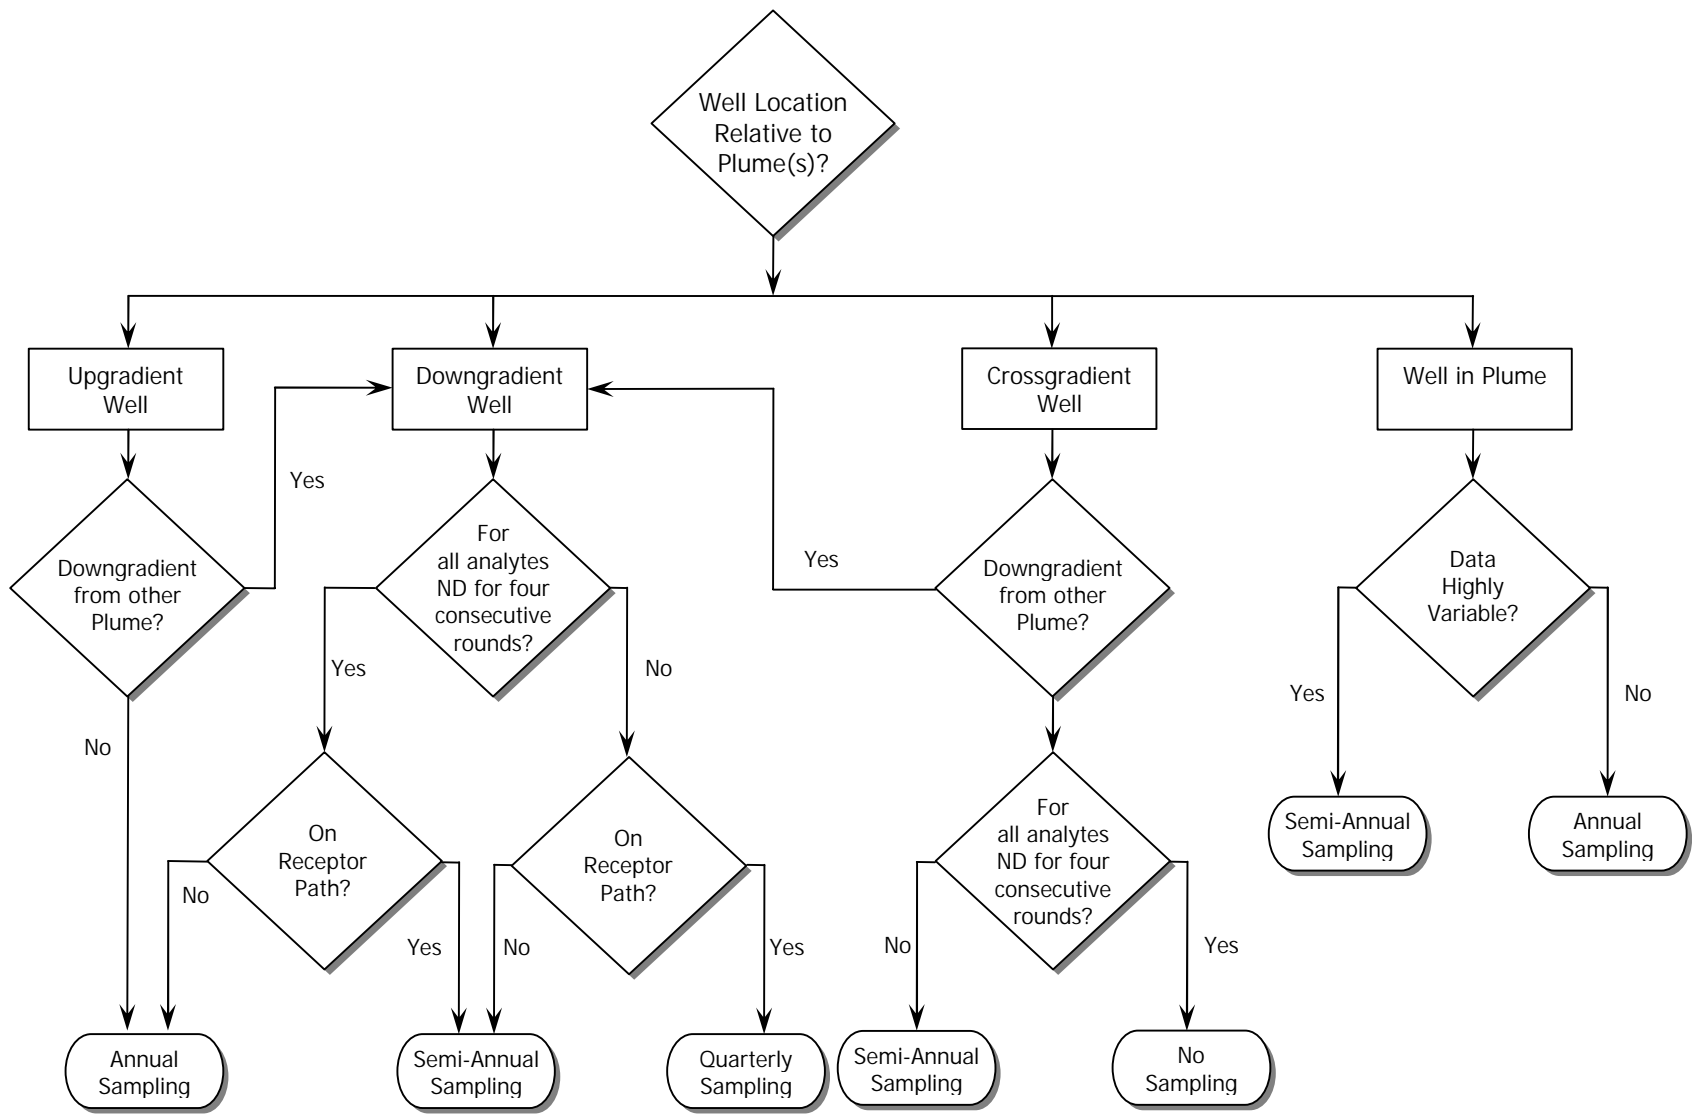 Well Location
Relative to
Plume(s)?
Upgradient
Well
Downgradient
Well
Crossgradient
Well
Well in Plume
Yes
Downgradient
from other
Plume?
For
all analytes
ND for four
consecutive
rounds?
Yes
Downgradient
from other
Plume?
Data
Highly
Variable?
No
Yes
No
Yes
No
On
Receptor
Path?
On
Receptor
Path?
For
all analytes
ND for four
consecutive
rounds?
Semi-Annual
Sampling
Annual
Sampling
No
Yes
No
Yes
No
Yes
Annual
Sampling
Semi-Annual
Sampling
Quarterly
Sampling
Semi-Annual
Sampling
No
Sampling